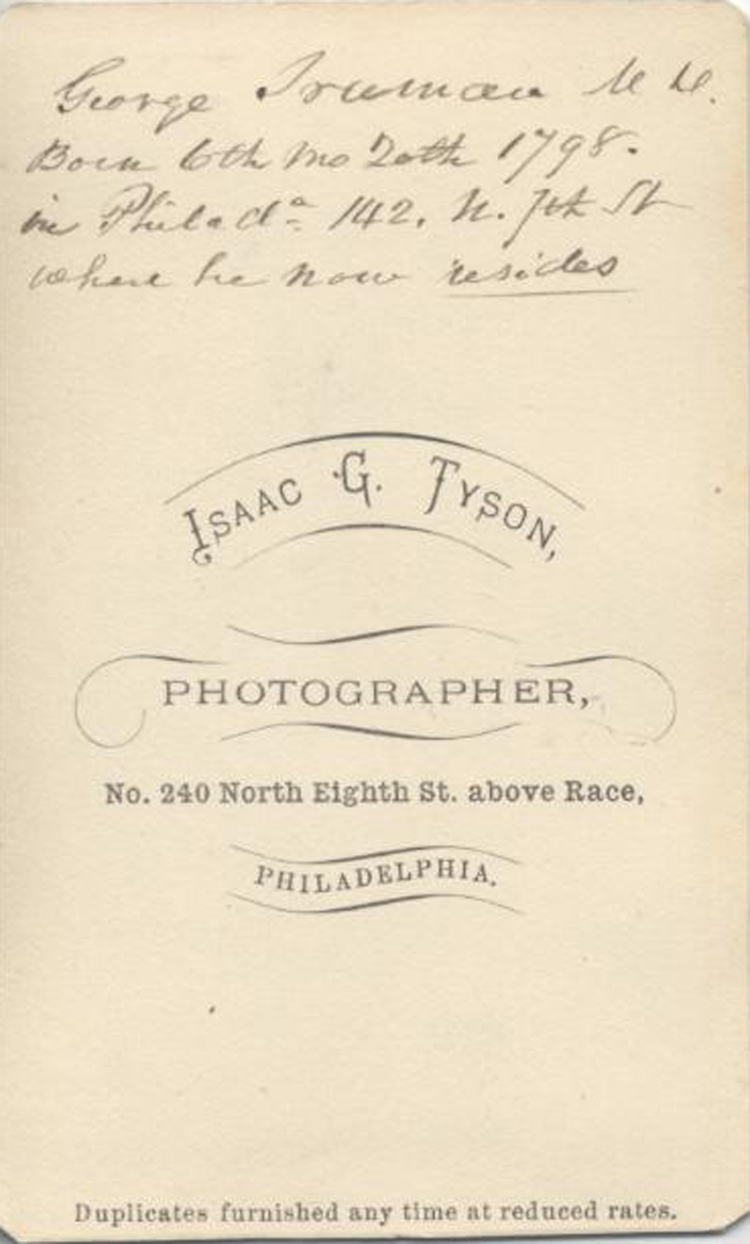 George Truman M D.
Born 6th mo 20th 1798.
in Philadª 142. N. 7th St
where he now resides
ISAAC G. TYSON,
PHOTOGRAPHER,
No. 240 North Eighth St. above Race,
PHILADELPHIA.
Duplicates furnished any time at reduced rates.